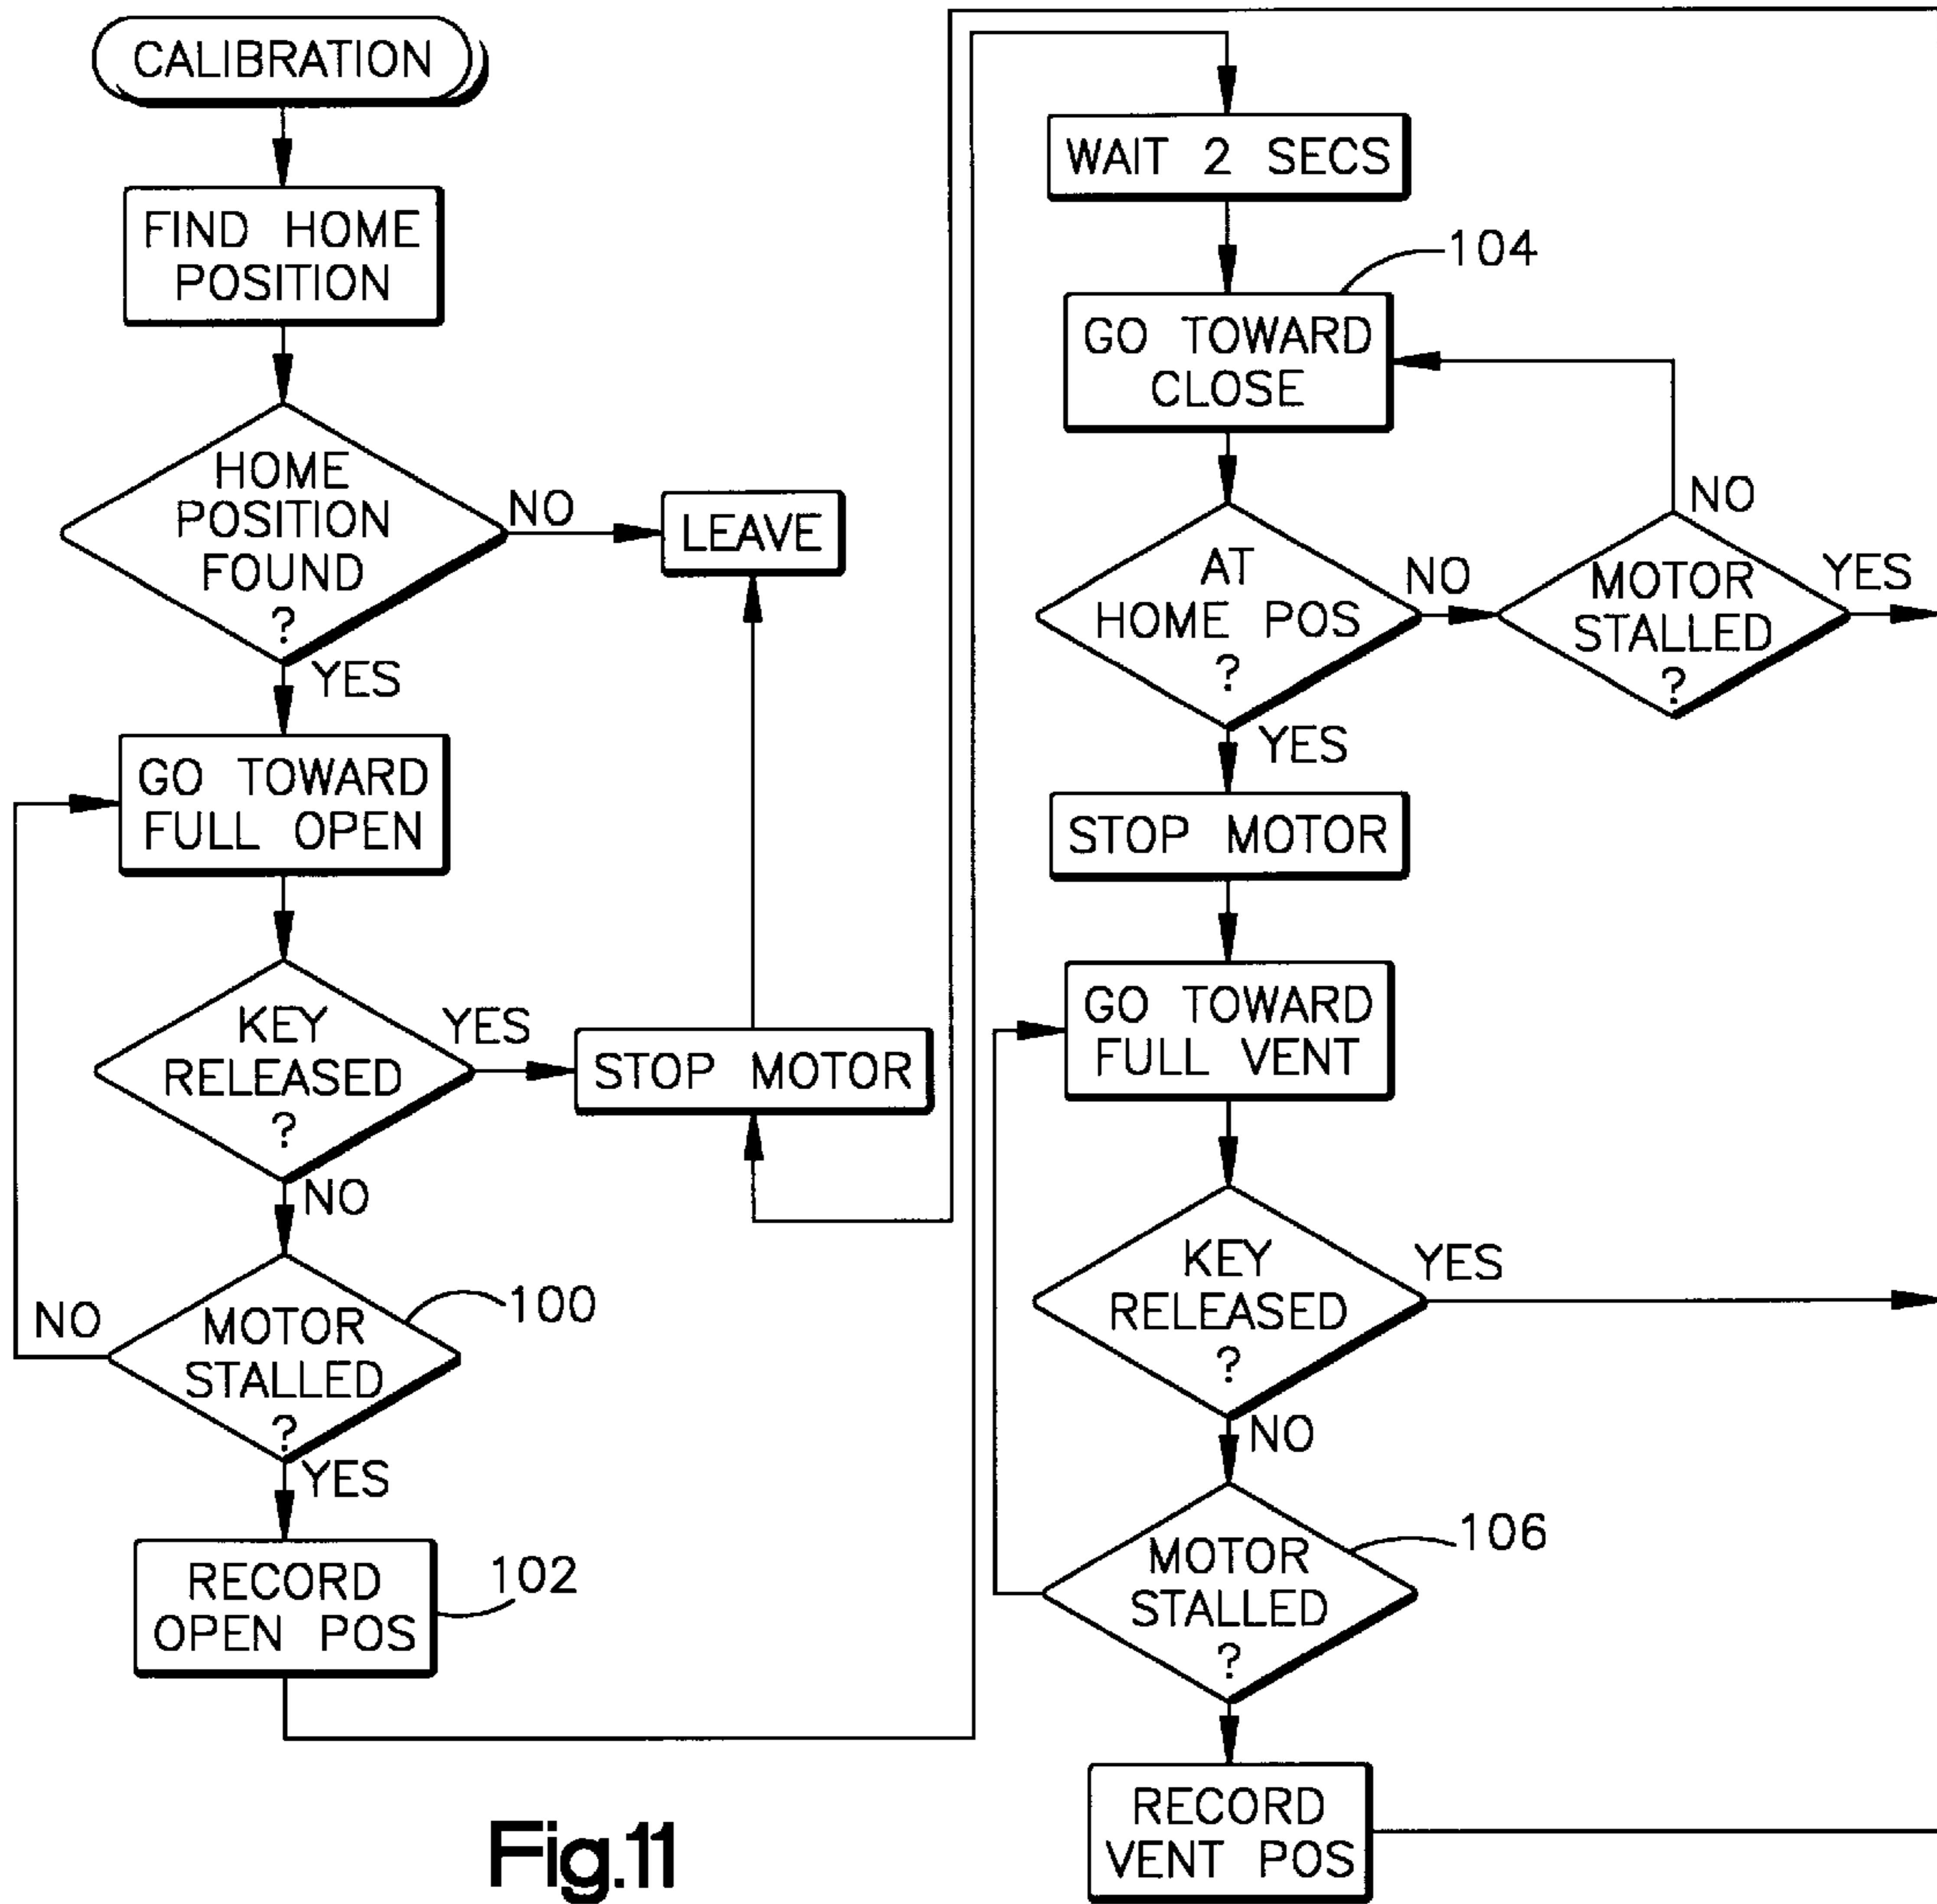 CALIBRATION
FIND HOME
POSITION
HOME
POSITION
FOUND
?
NO
LEAVE
YES
GO TOWARD
FULL OPEN
KEY
RELEASED
?
YES
STOP MOTOR
NO
MOTOR
STALLED
?
100
NO
YES
RECORD
OPEN POS
102
WAIT 2 SECS
GO TOWARD
CLOSE
104
AT
HOME POS
?
NO
MOTOR
STALLED
?
NO
YES
YES
STOP MOTOR
GO TOWARD
FULL VENT
KEY
RELEASED
?
YES
NO
MOTOR
STALLED
?
106
RECORD
VENT POS
Fig.11